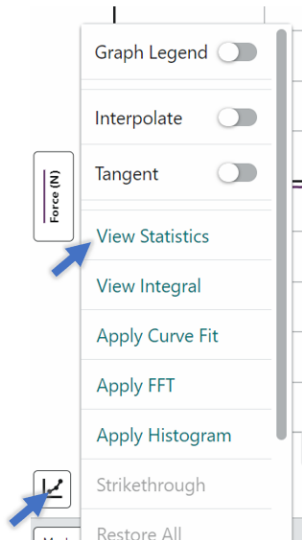 Graph Legend
Interpolate
Force (N)
Tangent
View Statistics
View Integral
Apply Curve Fit
Apply FFT
Apply Histogram
Strikethrough
Restore All